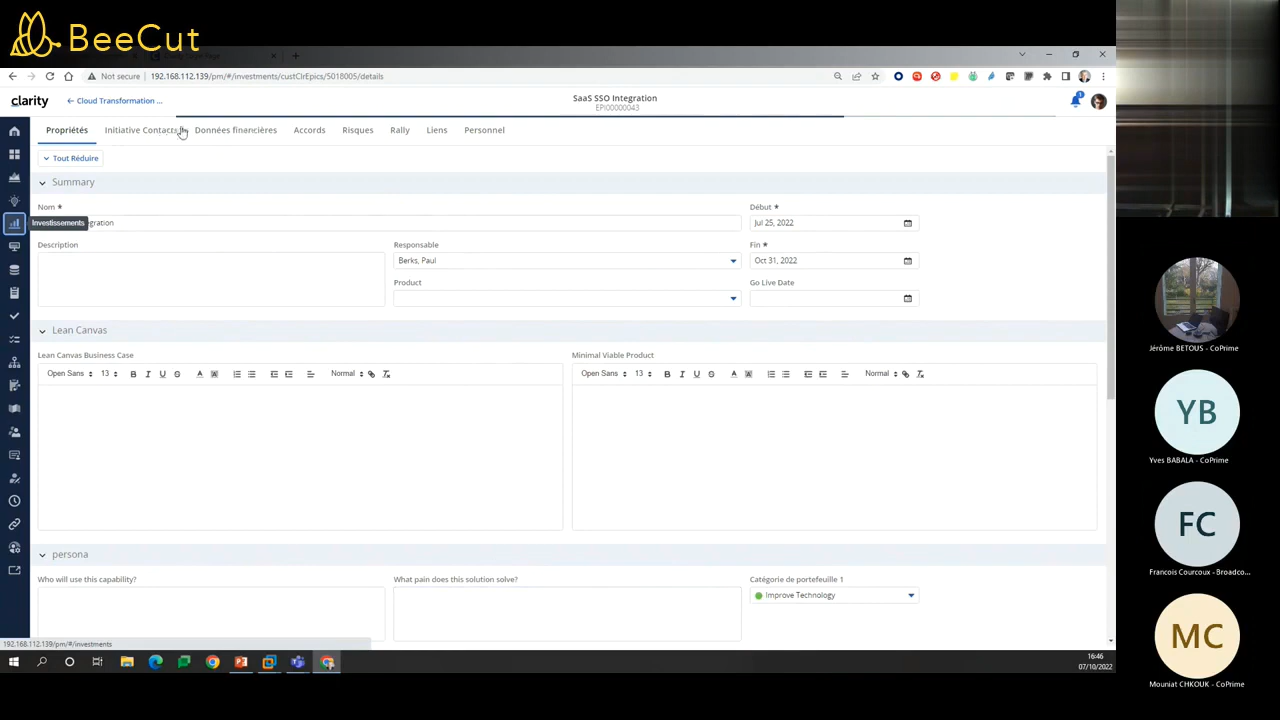 BeeCut
Not secure
192.168.112.139/pm/#/investments/custClrEpics/5018005/details
clarity
← Cloud Transformation ...
SaaS SSO Integration
EPI00000043
1
Propriétés
Initiative Contacts
Données financières
Accords
Risques
Rally
Liens
Personnel
Tout Réduire
Summary
Nom *
Début *
Investissements
egration
Jul 25, 2022
Description
Responsable
Fin *
Berks, Paul
Oct 31, 2022
Product
Go Live Date
Lean Canvas
Lean Canvas Business Case
Minimal Viable Product
Open Sans 13 B I U S A A Normal
Open Sans 13 B I U S A A Normal
persona
Who will use this capability?
What pain does this solution solve?
Catégorie de portefeuille 1
Improve Technology
192.168.112.139/pm/#/investments
16:46
07/10/2022
Jérôme BETOUS - CoPrime
YB
Yves BABALA - CoPrime
FC
Francois Courcoux - Broadco...
MC
Mouniat CHKOUK - CoPrime